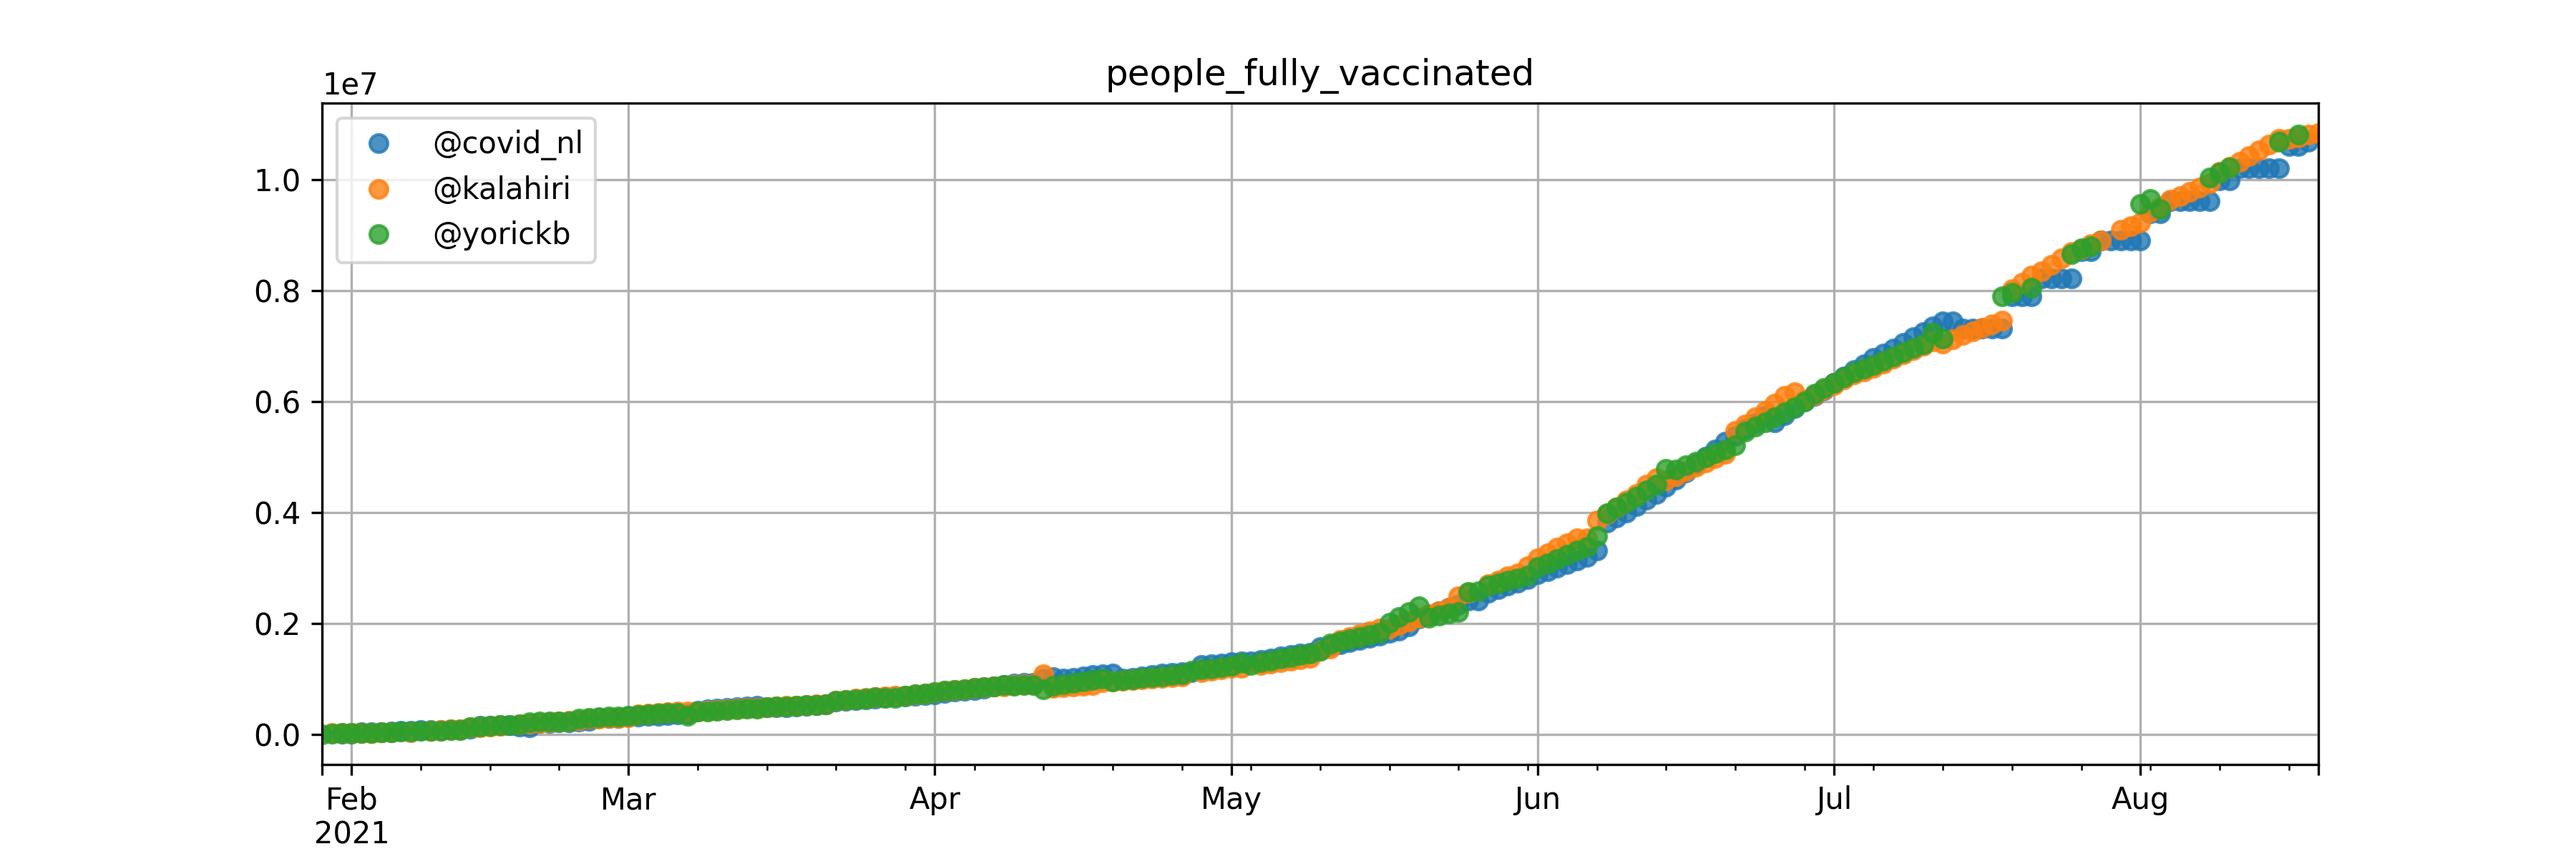 people_fully_vaccinated
1e7
@covid_nl
@kalahiri
@yorickb
1.0
0.8
0.6
0.4
0.2
0.0
Feb Mar Apr May Jun Jul Aug
2021